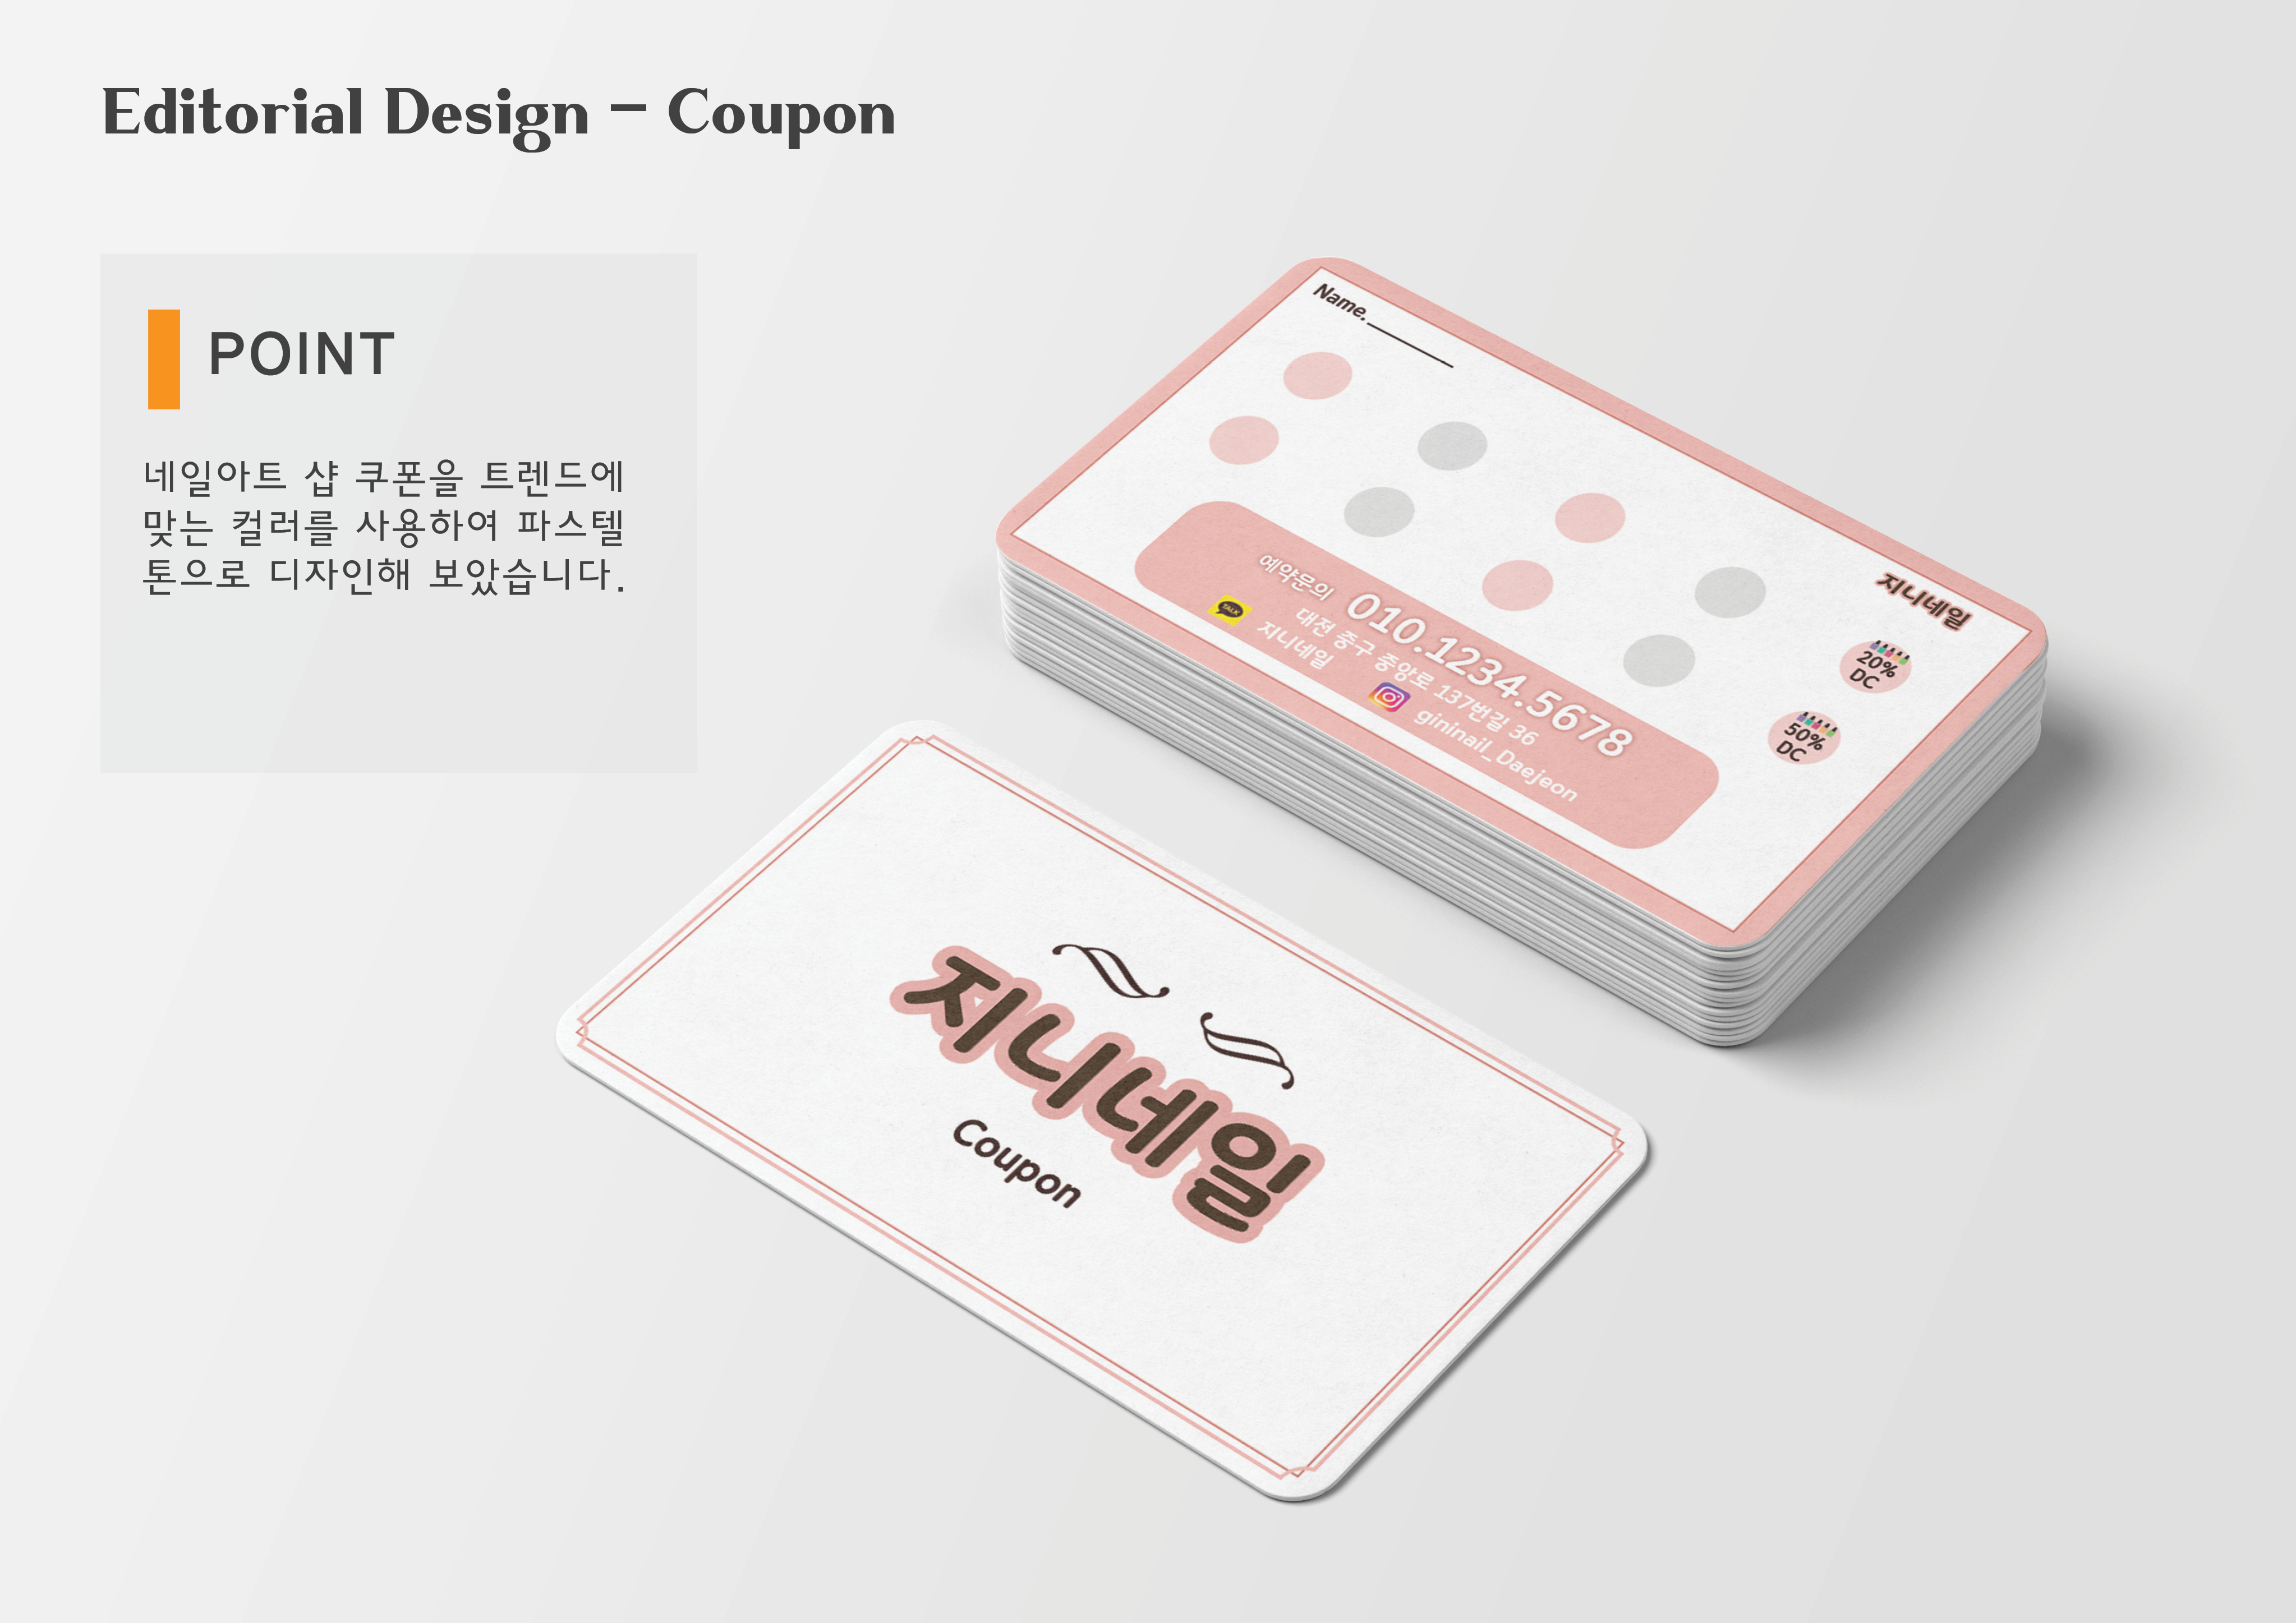 Editorial Design – Coupon
POINT
네일아트 샵 쿠폰을 트렌드에
맞는 컬러를 사용하여 파스텔
톤으로 디자인해 보았습니다.
Name.
지니네일
20%
DC
50%
DC
예약문의 010.1234.5678
대전 중구 중앙로 137번길 36
TALK
지니네일
gininail_Daejeon
지니네일
Coupon